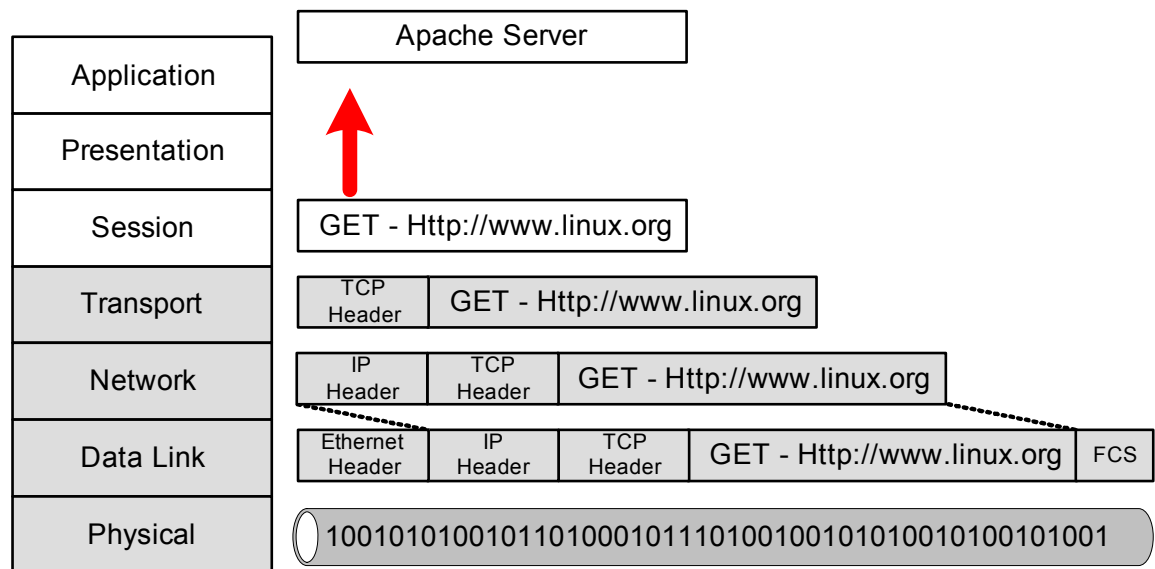 Apache Server
Application
Presentation
Session
GET - Http://www.linux.org
Transport
TCP
Header
GET - Http://www.linux.org
Network
IP
Header
TCP
Header
GET - Http://www.linux.org
Data Link
Ethernet
Header
IP
Header
TCP
Header
GET - Http://www.linux.org
FCS
Physical
1001010100101101000101110100100101010010100101001